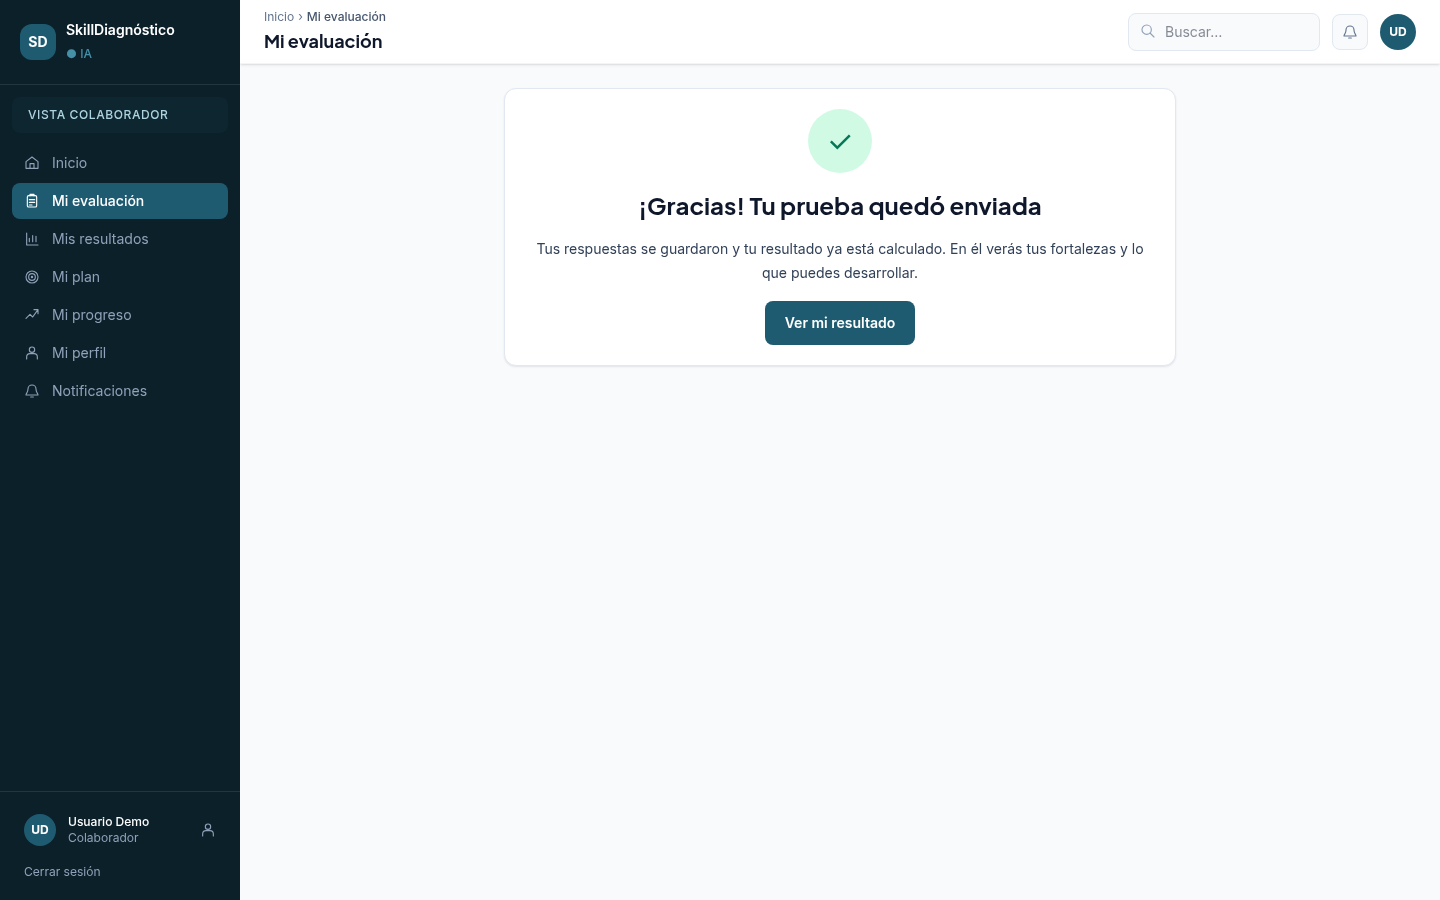 SD
SkillDiagnóstico
IA
VISTA COLABORADOR
Inicio
Mi evaluación
Mis resultados
Mi plan
Mi progreso
Mi perfil
Notificaciones
UD
Usuario Demo
Colaborador
Cerrar sesión
Inicio › Mi evaluación
Mi evaluación
Buscar...
UD
¡Gracias! Tu prueba quedó enviada
Tus respuestas se guardaron y tu resultado ya está calculado. En él verás tus fortalezas y lo
que puedes desarrollar.
Ver mi resultado